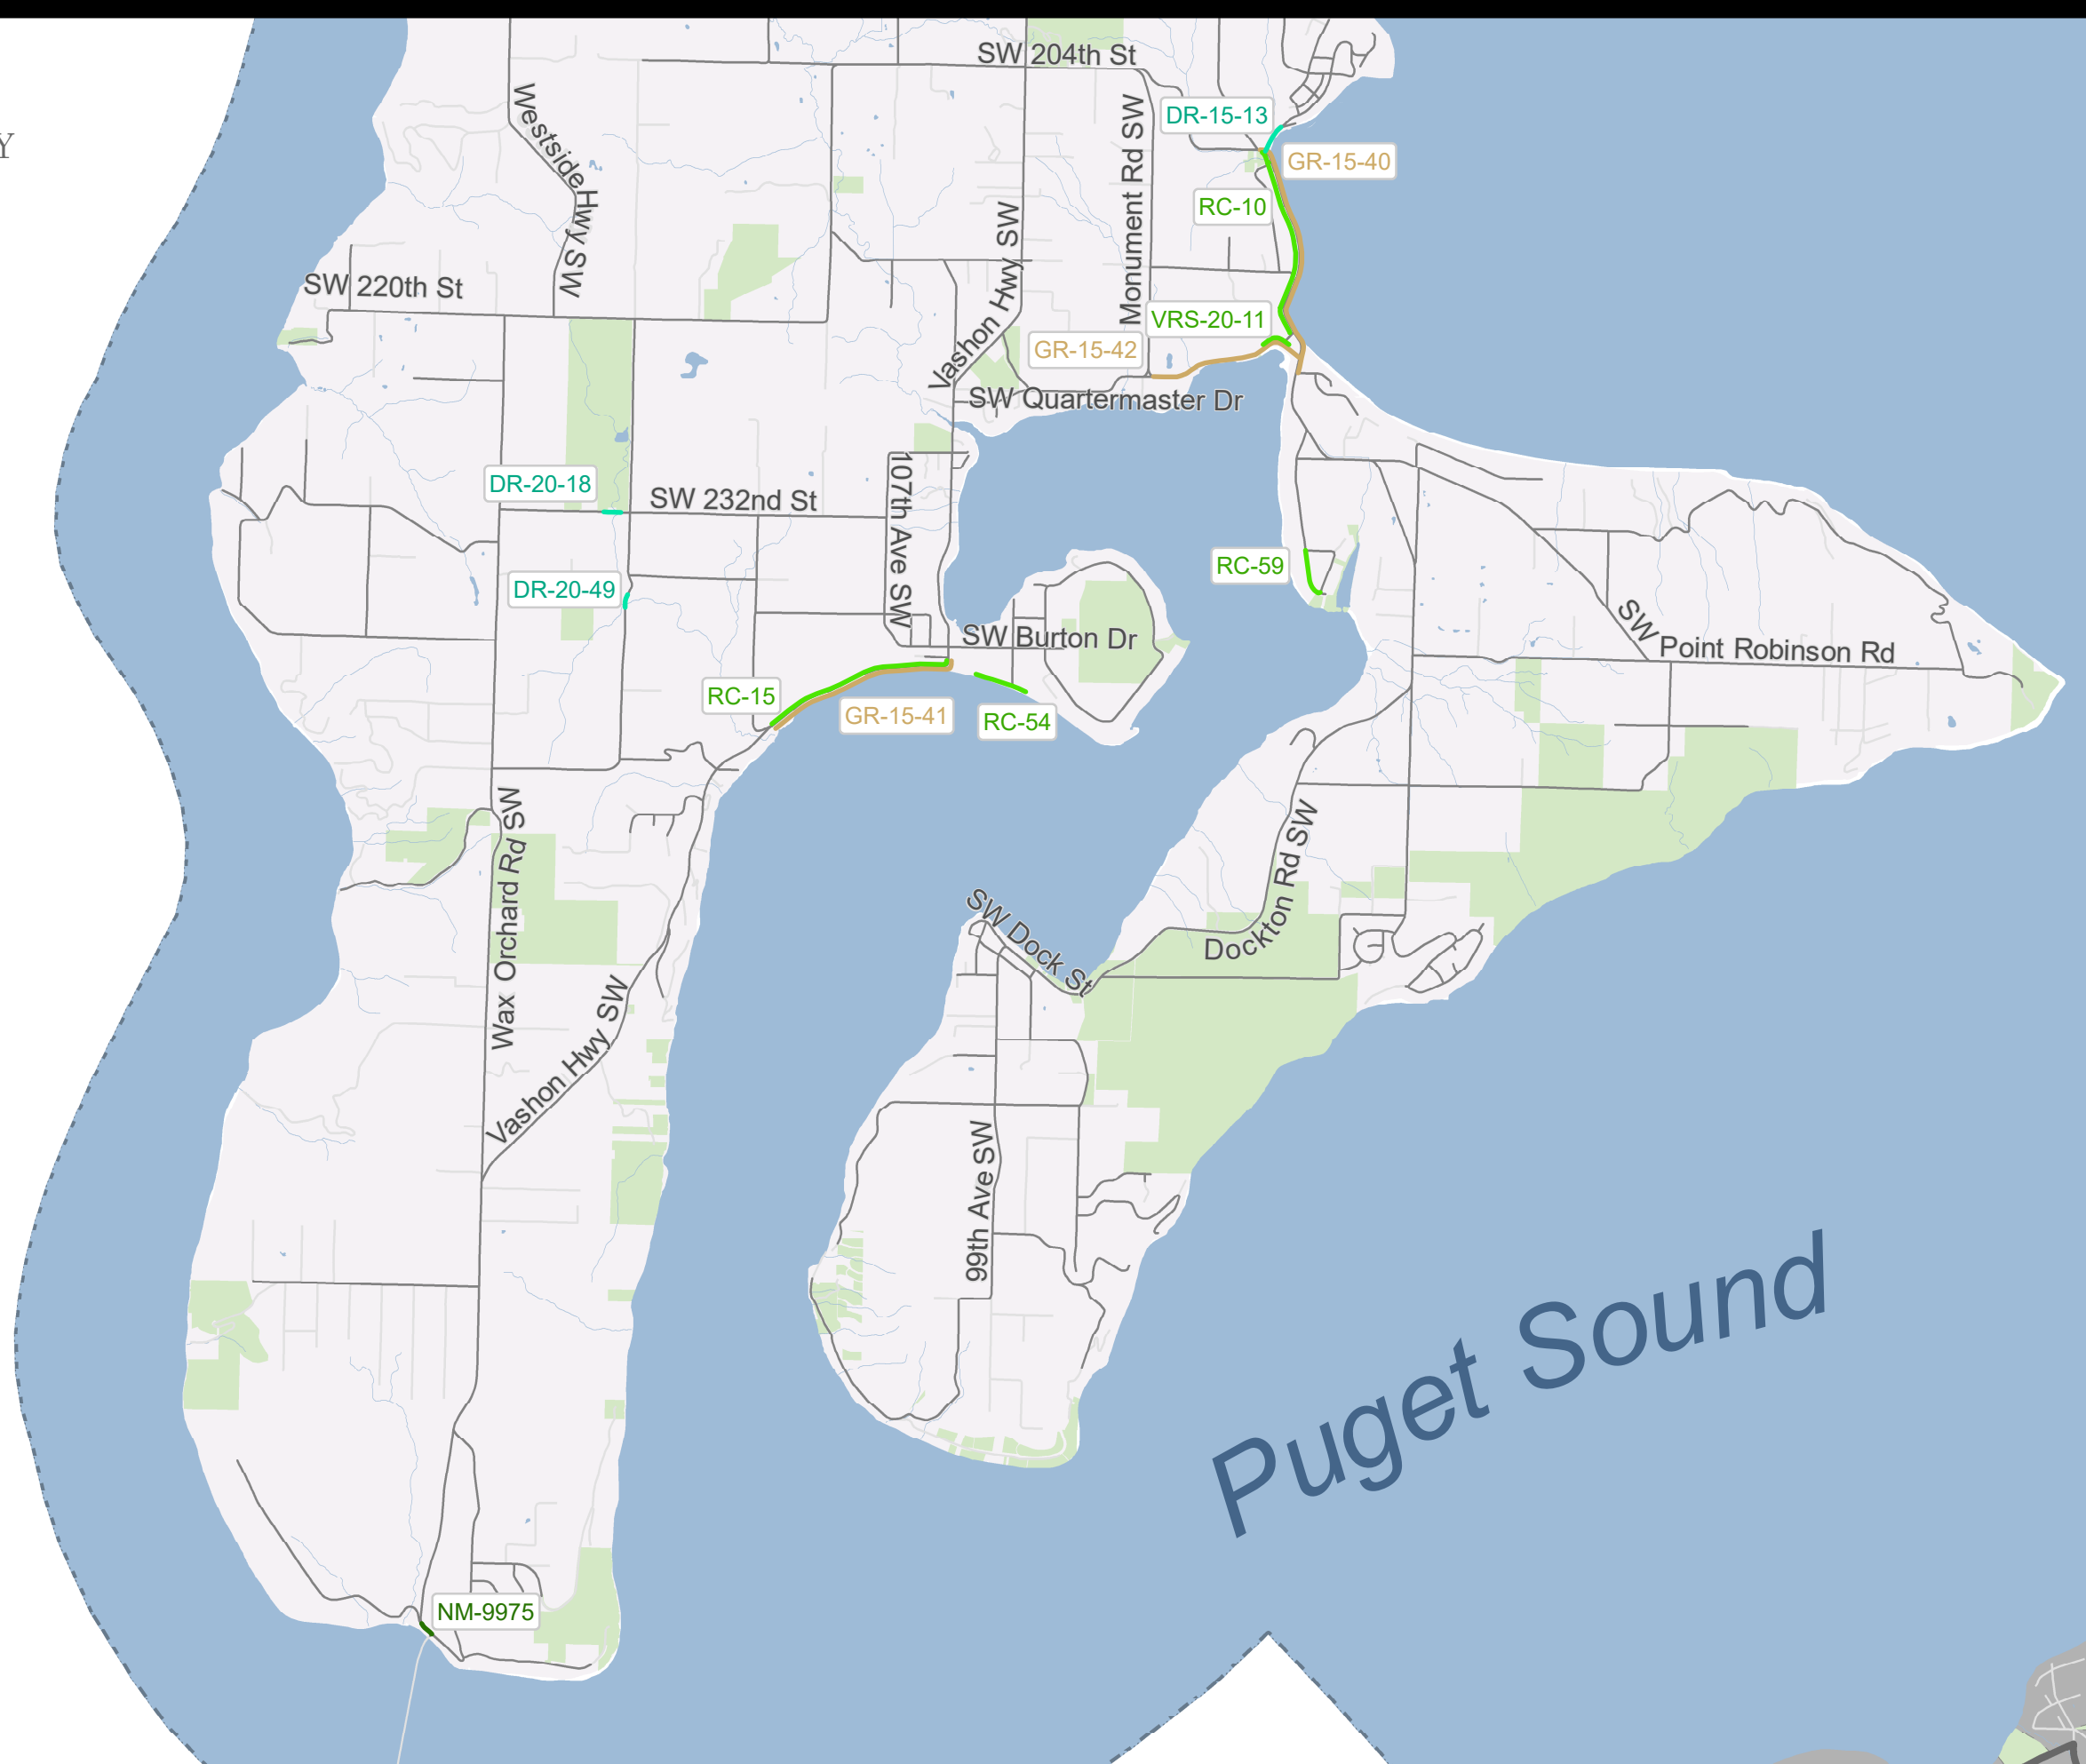 SW 204th St
Westside Hwy SW
DR-15-13
Y
GR-15-40
Monument Rd SW
RC-10
Vashon Hwy SW
SW 220th St
VRS-20-11
GR-15-42
SW Quartermaster Dr
DR-20-18
SW 232nd St
107th Ave SW
RC-59
DR-20-49
SW Burton Dr
SW Point Robinson Rd
RC-15
GR-15-41
RC-54
Wax Orchard Rd SW
Dockton Rd SW
SW Dock St
Vashon Hwy SW
99th Ave SW
Puget Sound
NM-9975